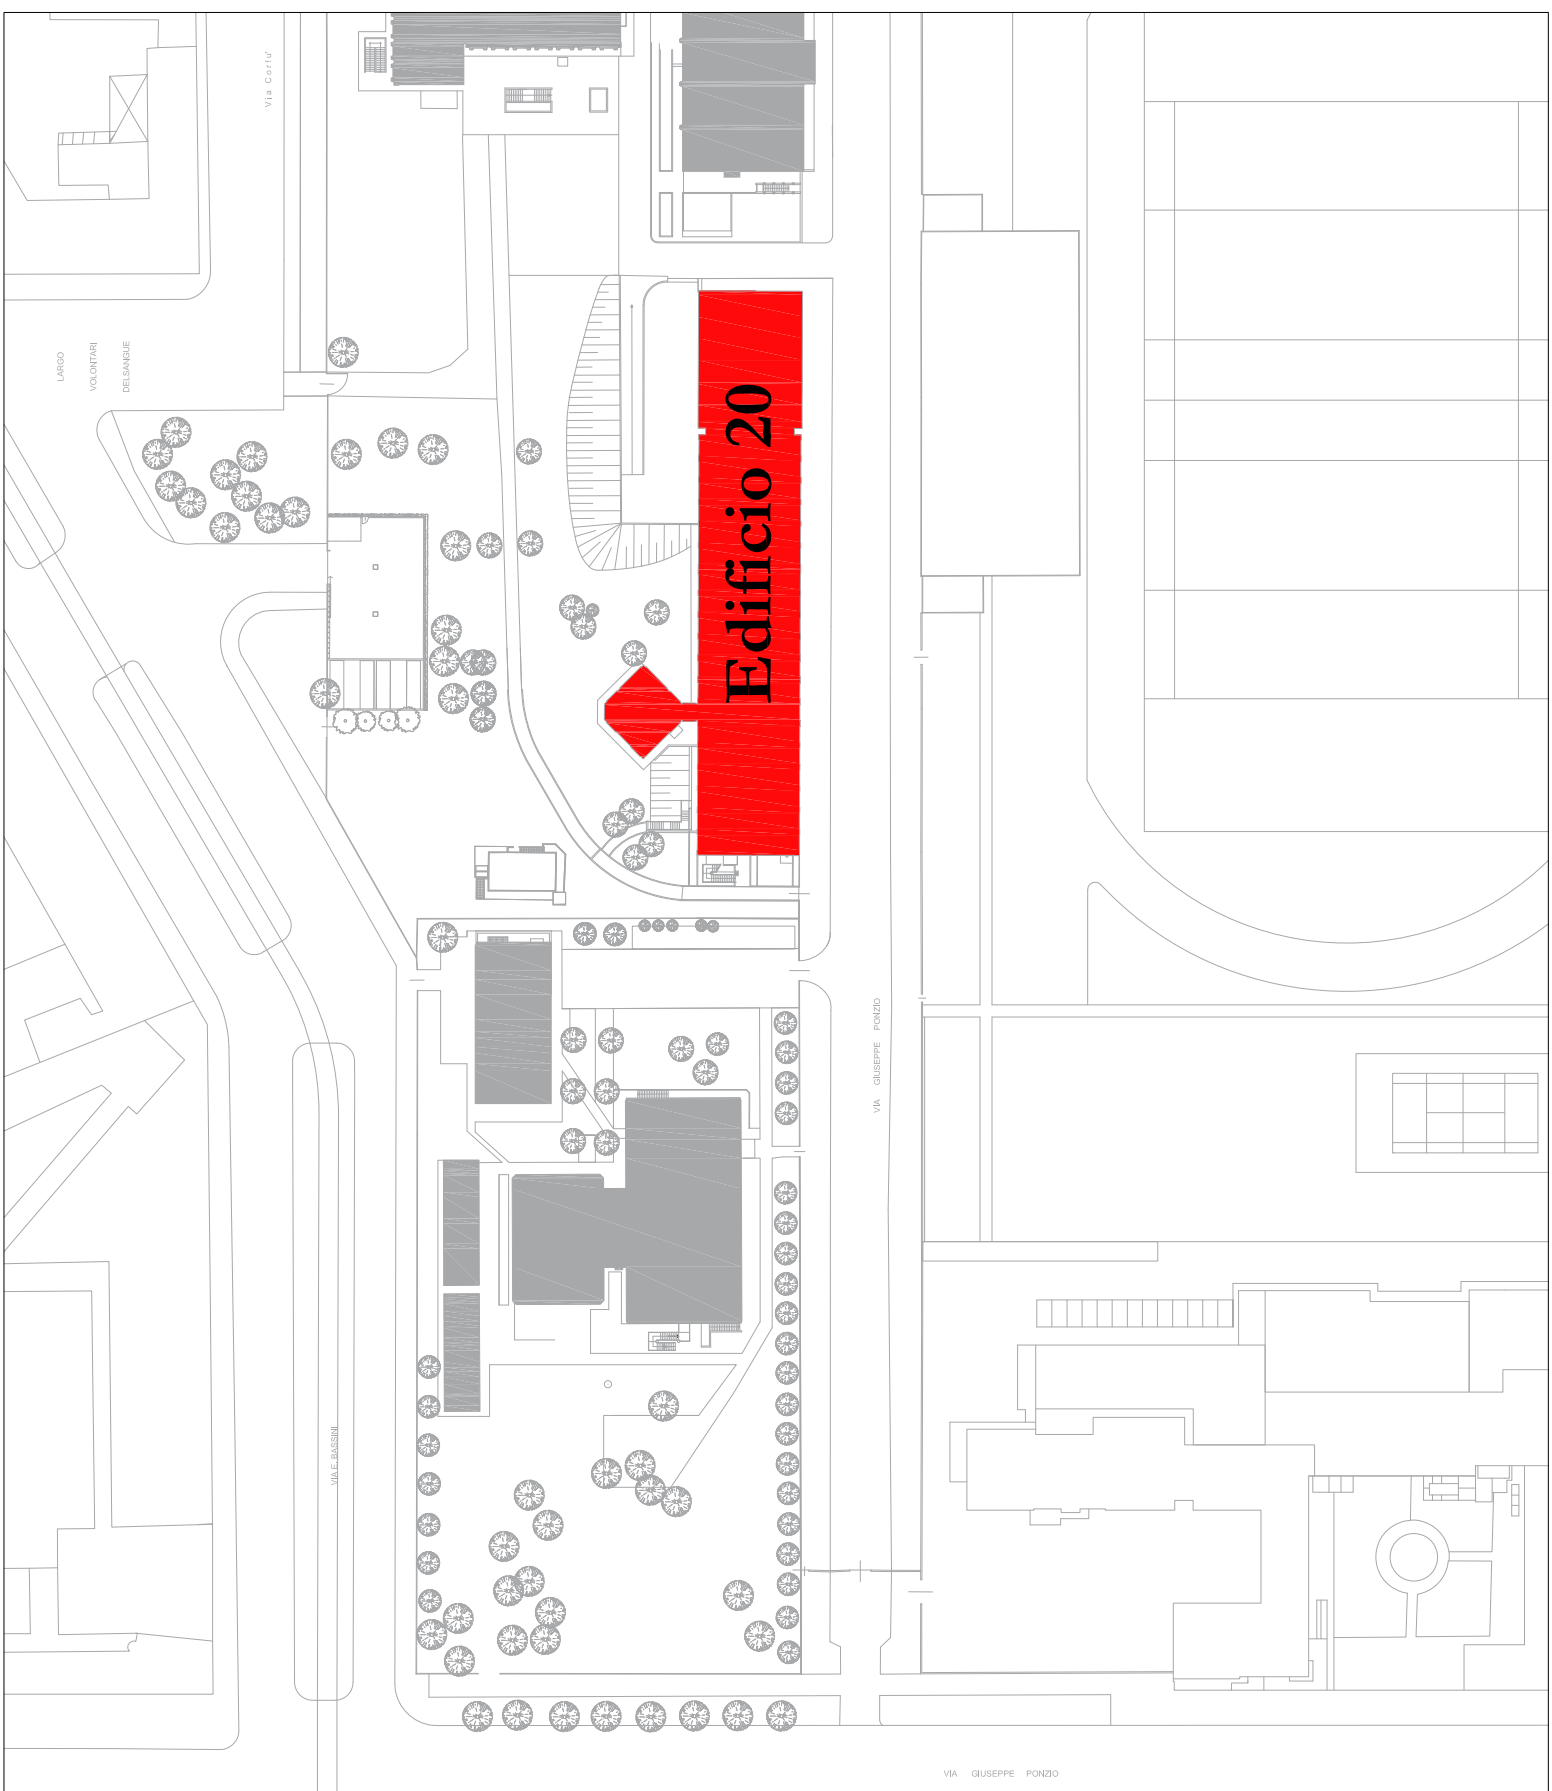 Via Corfu'
LARGO
VOLONTARI
DELSANGUE
Edificio 20
VIA GIUSEPPE PONZIO
VIA E. BASSINI
VIA GIUSEPPE PONZIO